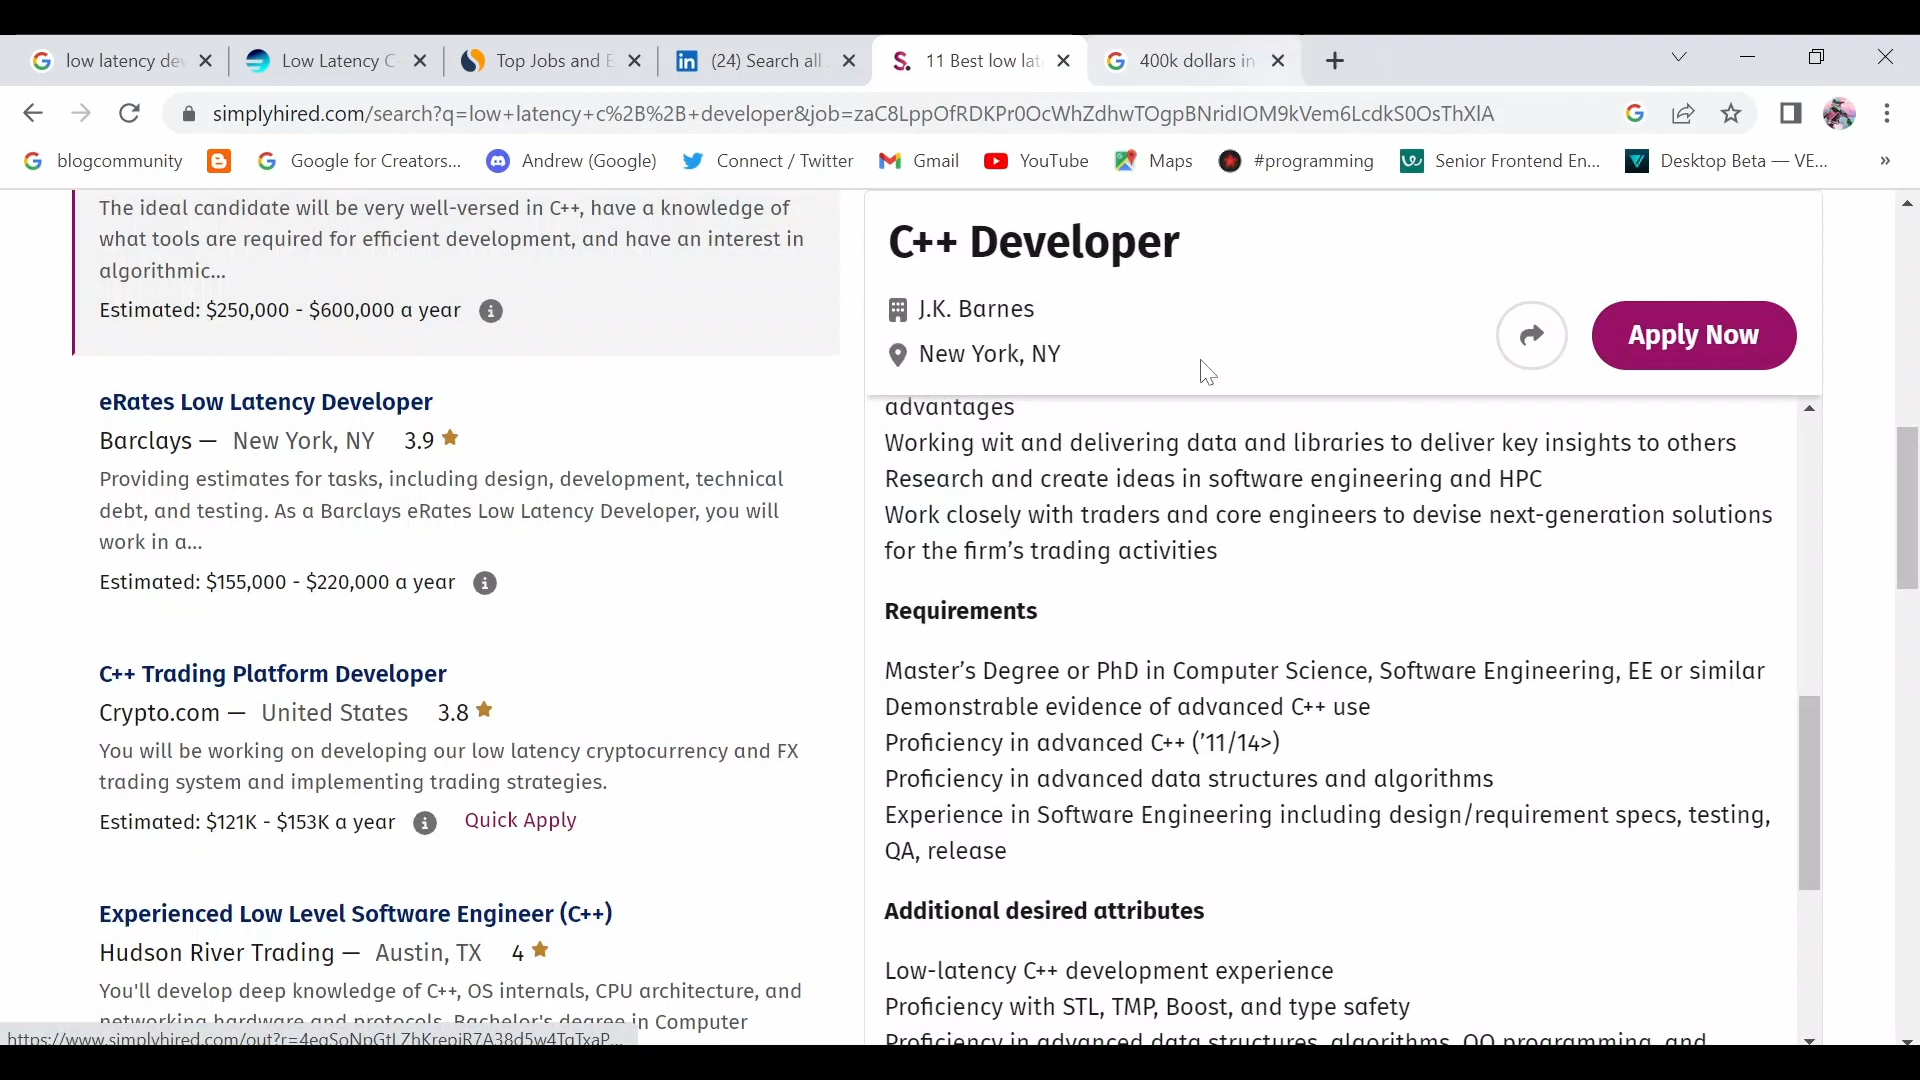 low latency dev
Low Latency C
Top Jobs and E
(24) Search all
11 Best low lat
400k dollars in
simplyhired.com/search?q=low+latency+c%2B%2B+developer&job=zaC8LppOfRDKPr0OcWhZdhwTOgpBNridIOM9kVem6LcdkS0OsThXlA
blogcommunity
Google for Creators...
Andrew (Google)
Connect / Twitter
Gmail
YouTube
Maps
#programming
Senior Frontend En...
Desktop Beta — VE...
»
The ideal candidate will be very well-versed in C++, have a knowledge of
what tools are required for efficient development, and have an interest in
algorithmic...
Estimated: $250,000 - $600,000 a year
eRates Low Latency Developer
Barclays — New York, NY 3.9
Providing estimates for tasks, including design, development, technical
debt, and testing. As a Barclays eRates Low Latency Developer, you will
work in a...
Estimated: $155,000 - $220,000 a year
C++ Trading Platform Developer
Crypto.com — United States 3.8
You will be working on developing our low latency cryptocurrency and FX
trading system and implementing trading strategies.
Estimated: $121K - $153K a year Quick Apply
Experienced Low Level Software Engineer (C++)
Hudson River Trading — Austin, TX 4
You'll develop deep knowledge of C++, OS internals, CPU architecture, and
networking hardware and protocols. Bachelor's degree in Computer
C++ Developer
J.K. Barnes
New York, NY
Apply Now
advantages
Working wit and delivering data and libraries to deliver key insights to others
Research and create ideas in software engineering and HPC
Work closely with traders and core engineers to devise next-generation solutions
for the firm's trading activities
Requirements
Master's Degree or PhD in Computer Science, Software Engineering, EE or similar
Demonstrable evidence of advanced C++ use
Proficiency in advanced C++ ('11/14>)
Proficiency in advanced data structures and algorithms
Experience in Software Engineering including design/requirement specs, testing,
QA, release
Additional desired attributes
Low-latency C++ development experience
Proficiency with STL, TMP, Boost, and type safety
Proficiency in advanced data structures, algorithms, OO programming, and